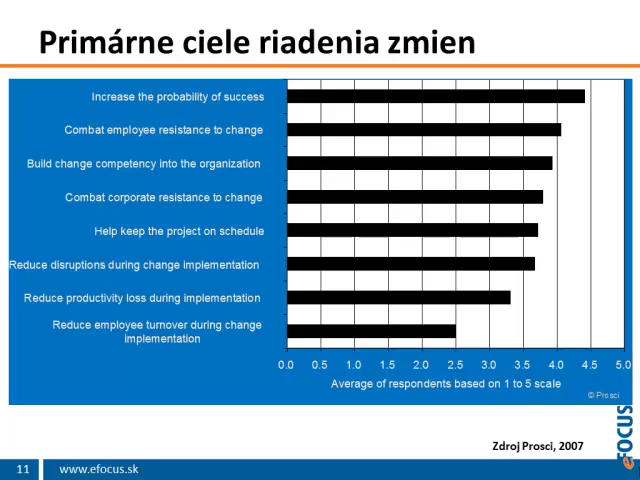 Primárne ciele riadenia zmien
Increase the probability of success
Combat employee resistance to change
Build change competency into the organization
Combat corporate resistance to change
Help keep the project on schedule
Reduce disruptions during change implementation
Reduce productivity loss during implementation
Reduce employee turnover during change
implementation
0.0 0.5 1.0 1.5 2.0 2.5 3.0 3.5 4.0 4.5 5.0
Average of respondents based on 1 to 5 scale
© Prosci
Zdroj Prosci, 2007
eFOCUS
11 www.efocus.sk